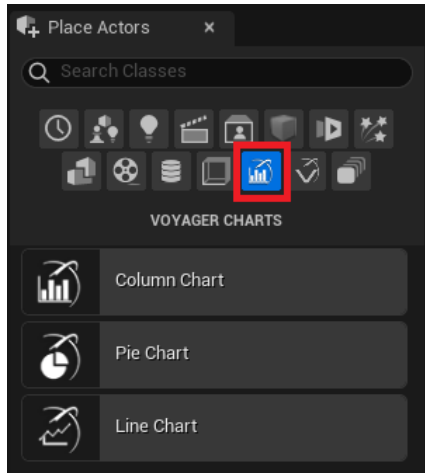 Place Actors
Search Classes
VOYAGER CHARTS
Column Chart
Pie Chart
Line Chart